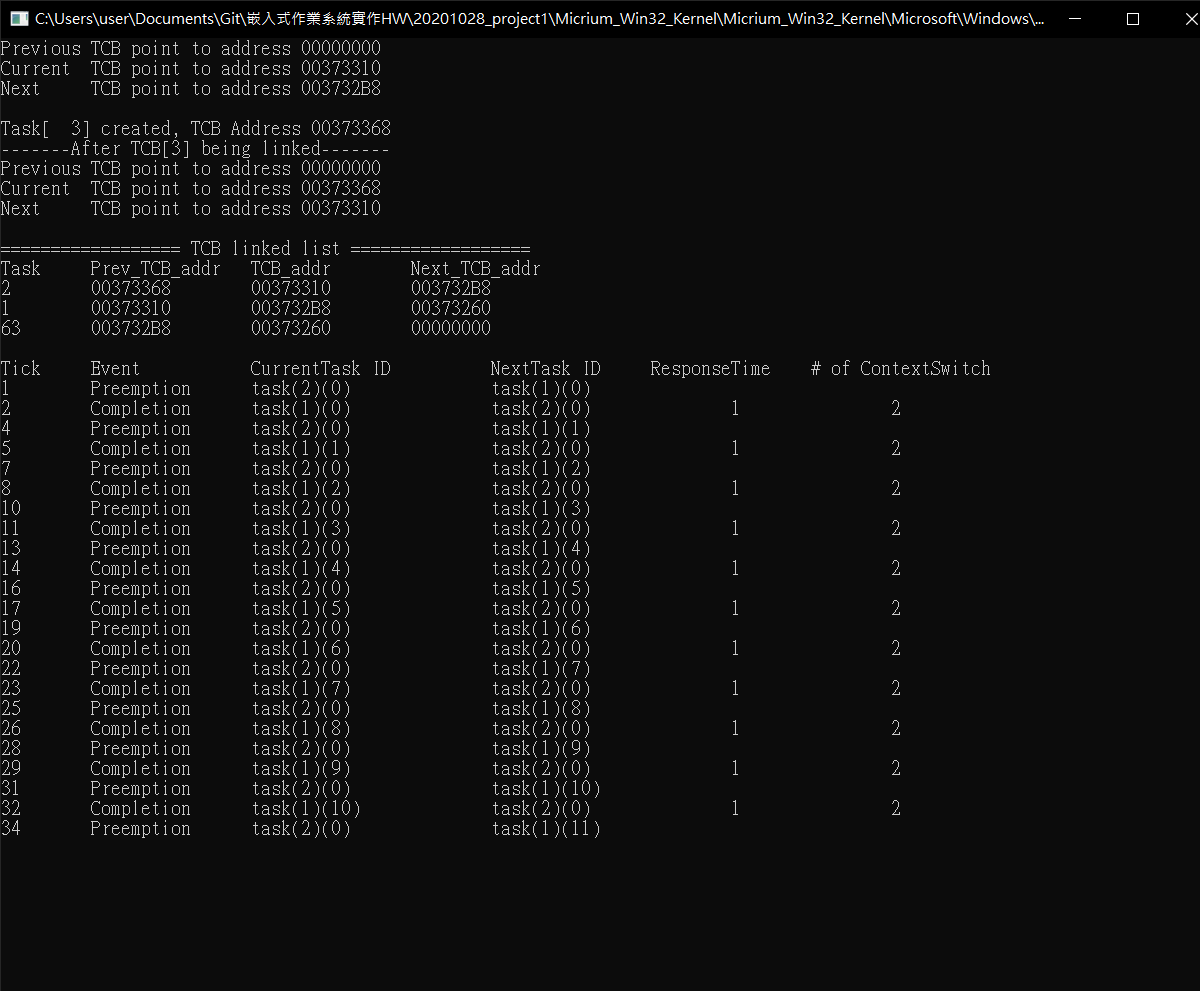 C:\Users\user\Documents\Git\嵌入式作業系統實作HW\20201028_project1\Micrium_Win32_Kernel\Micrium_Win32_Kernel\Microsoft\Windows\...
Previous TCB point to address 00000000
Current  TCB point to address 00373310
Next     TCB point to address 003732B8
Task[  3] created, TCB Address 00373368
-------After TCB[3] being linked-------
Previous TCB point to address 00000000
Current  TCB point to address 00373368
Next     TCB point to address 00373310
================== TCB linked list ==================
Task     Prev_TCB_addr   TCB_addr        Next_TCB_addr
2        00373368        00373310        003732B8
1        00373310        003732B8        00373260
63       003732B8        00373260        00000000
Tick     Event           CurrentTask ID          NextTask ID     ResponseTime    # of ContextSwitch
1        Preemption      task(2)(0)              task(1)(0)
2        Completion      task(1)(0)              task(2)(0)              1               2
4        Preemption      task(2)(0)              task(1)(1)
5        Completion      task(1)(1)              task(2)(0)              1               2
7        Preemption      task(2)(0)              task(1)(2)
8        Completion      task(1)(2)              task(2)(0)              1               2
10       Preemption      task(2)(0)              task(1)(3)
11       Completion      task(1)(3)              task(2)(0)              1               2
13       Preemption      task(2)(0)              task(1)(4)
14       Completion      task(1)(4)              task(2)(0)              1               2
16       Preemption      task(2)(0)              task(1)(5)
17       Completion      task(1)(5)              task(2)(0)              1               2
19       Preemption      task(2)(0)              task(1)(6)
20       Completion      task(1)(6)              task(2)(0)              1               2
22       Preemption      task(2)(0)              task(1)(7)
23       Completion      task(1)(7)              task(2)(0)              1               2
25       Preemption      task(2)(0)              task(1)(8)
26       Completion      task(1)(8)              task(2)(0)              1               2
28       Preemption      task(2)(0)              task(1)(9)
29       Completion      task(1)(9)              task(2)(0)              1               2
31       Preemption      task(2)(0)              task(1)(10)
32       Completion      task(1)(10)             task(2)(0)              1               2
34       Preemption      task(2)(0)              task(1)(11)